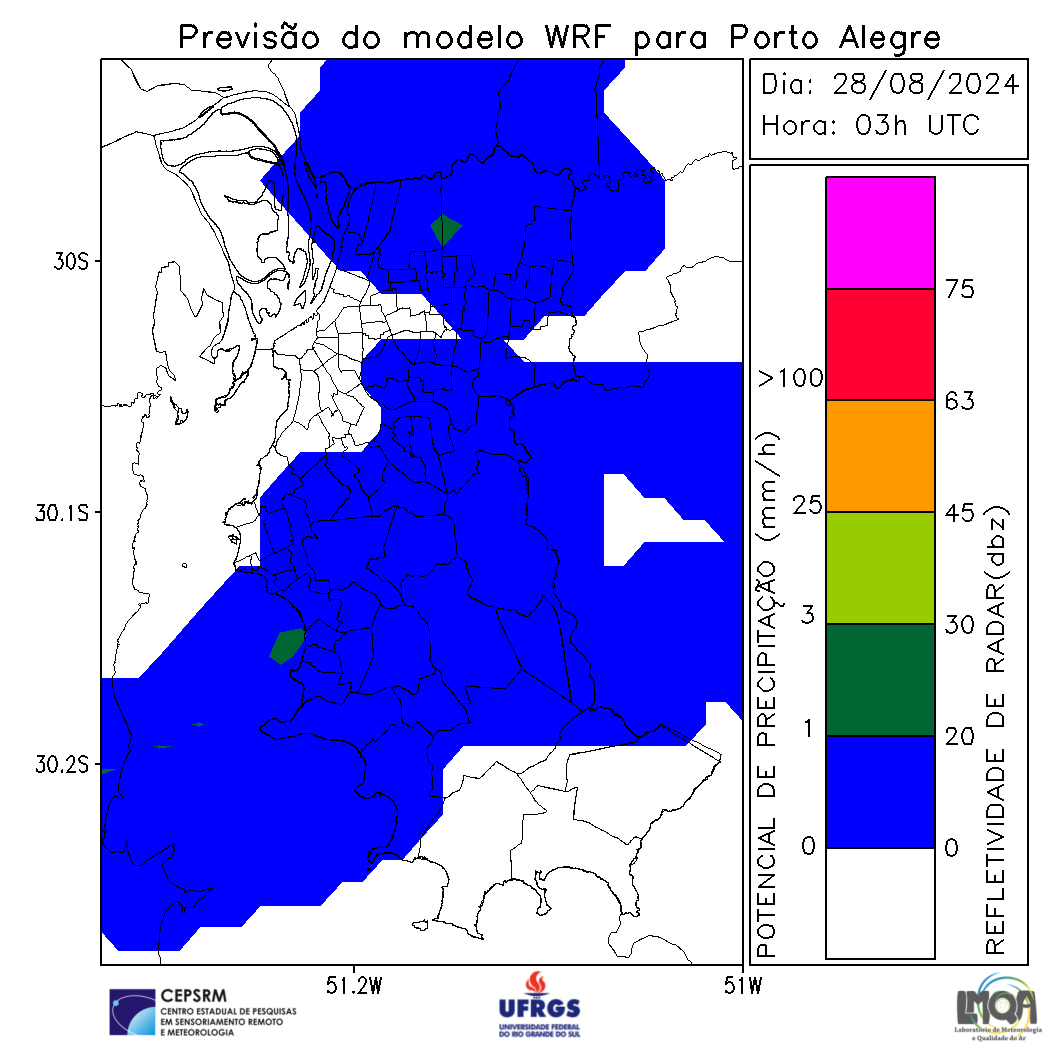 Previsão do modelo WRF para Porto Alegre
Dia: 28/08/2024
Hora: 03h UTC
30S
30.1S
30.2S
51.2W
51W
POTENCIAL DE PRECIPITAÇÃO (mm/h)
>100
25
3
1
0
75
63
45
30
20
0
REFLETIVIDADE DE RADAR(dbz)
CEPSRM
CENTRO ESTADUAL DE PESQUISAS
EM SENSORIAMENTO REMOTO
E METEOROLOGIA
UFRGS
UNIVERSIDADE FEDERAL
DO RIO GRANDE DO SUL
LMQA
Laboratório de Meteorologia
e Qualidade do Ar